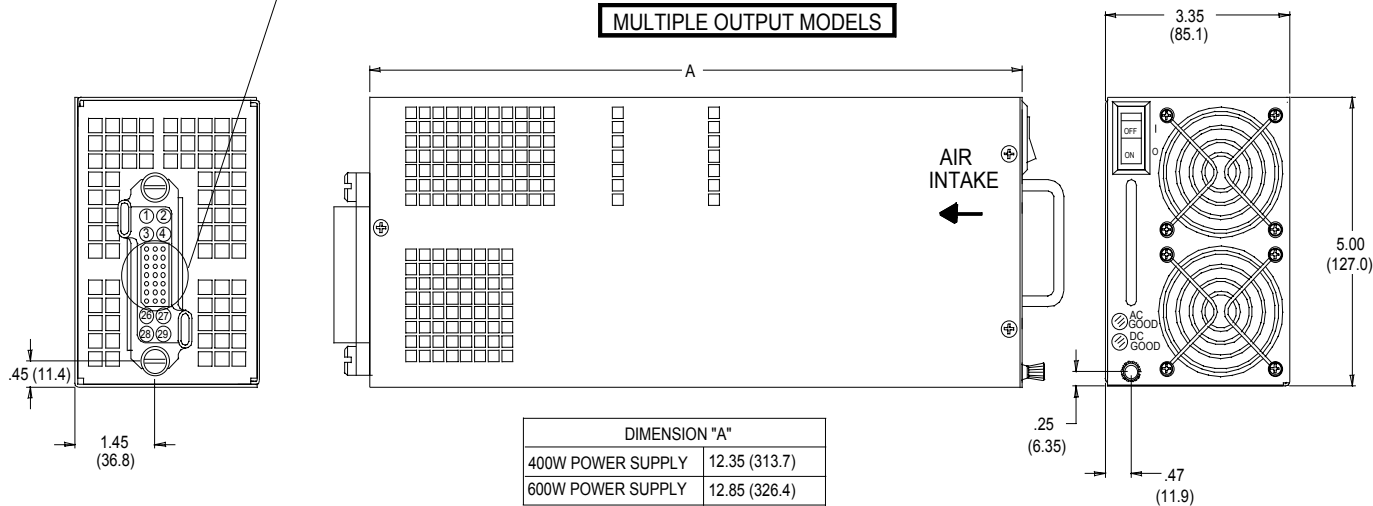 MULTIPLE OUTPUT MODELS
3.35
(85.1)
A
1 2
3 4
26 27
28 29
.45 (11.4)
1.45
(36.8)
AIR
INTAKE
OFF
ON
I
O
5.00
(127.0)
AC
GOOD
DC
GOOD
.25
(6.35)
.47
(11.9)
DIMENSION "A"
400W POWER SUPPLY 12.35 (313.7)
600W POWER SUPPLY 12.85 (326.4)